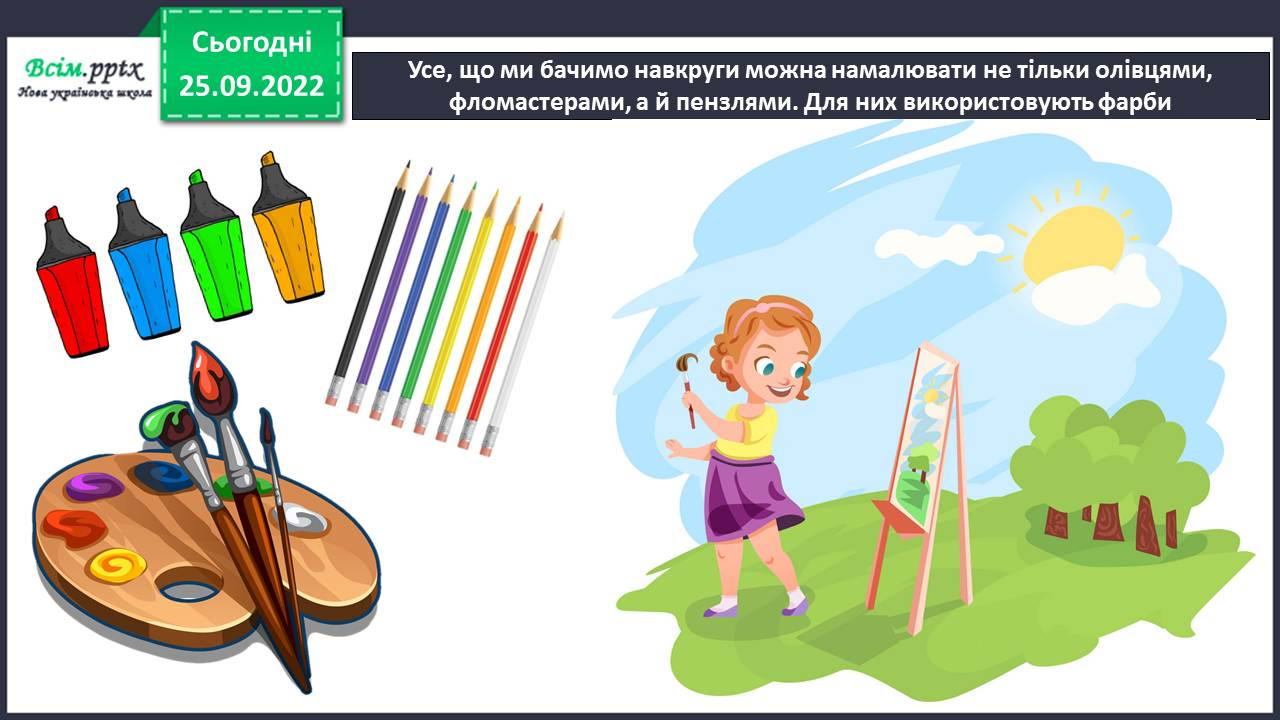 Всім.pptx
Нова українська школа
Сьогодні
25.09.2022
Усе, що ми бачимо навкруги можна намалювати не тільки олівцями,
фломастерами, а й пензлями. Для них використовують фарби